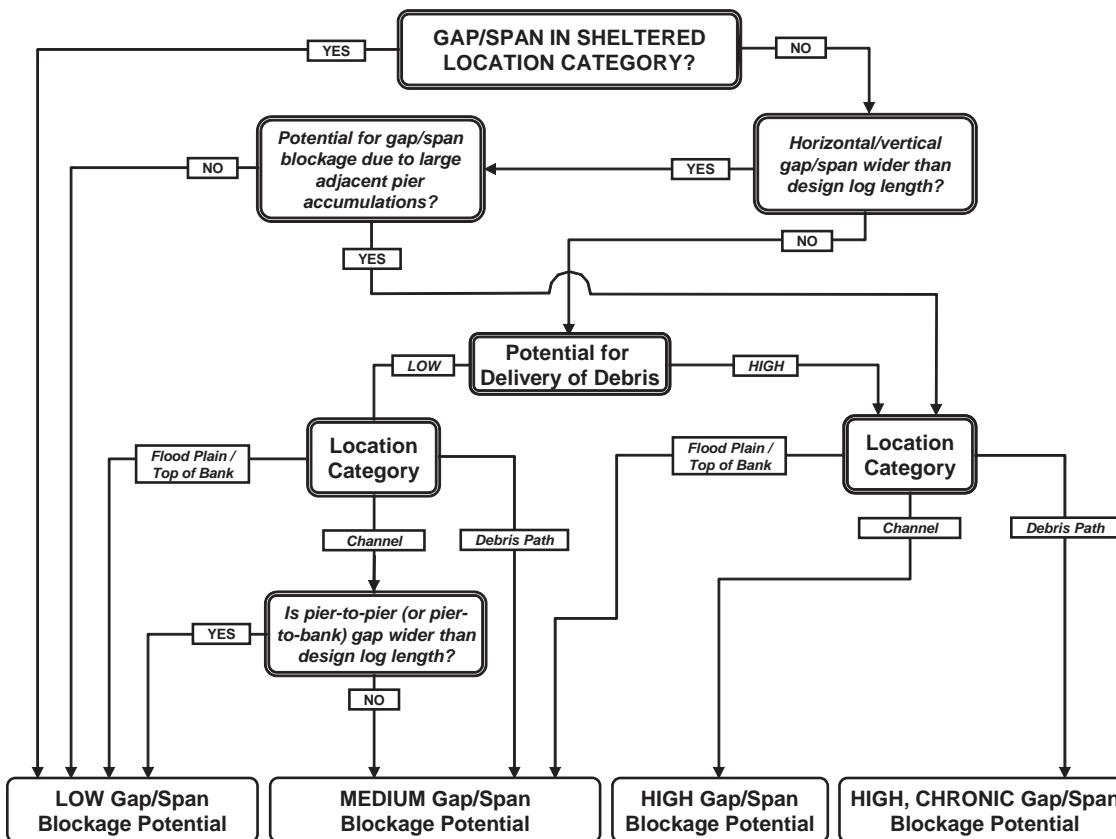 GAP/SPAN IN SHELTERED
LOCATION CATEGORY?
YES
NO
Potential for gap/span
blockage due to large
adjacent pier
accumulations?
Horizontal/vertical
gap/span wider than
design log length?
NO
YES
YES
NO
Potential for
Delivery of Debris
LOW
HIGH
Location
Category
Flood Plain /
Top of Bank
Channel
Debris Path
Location
Category
Flood Plain /
Top of Bank
Channel
Debris Path
Is pier-to-pier (or pier-
to-bank) gap wider than
design log length?
YES
NO
LOW Gap/Span
Blockage Potential
MEDIUM Gap/Span
Blockage Potential
HIGH Gap/Span
Blockage Potential
HIGH, CHRONIC Gap/Span
Blockage Potential